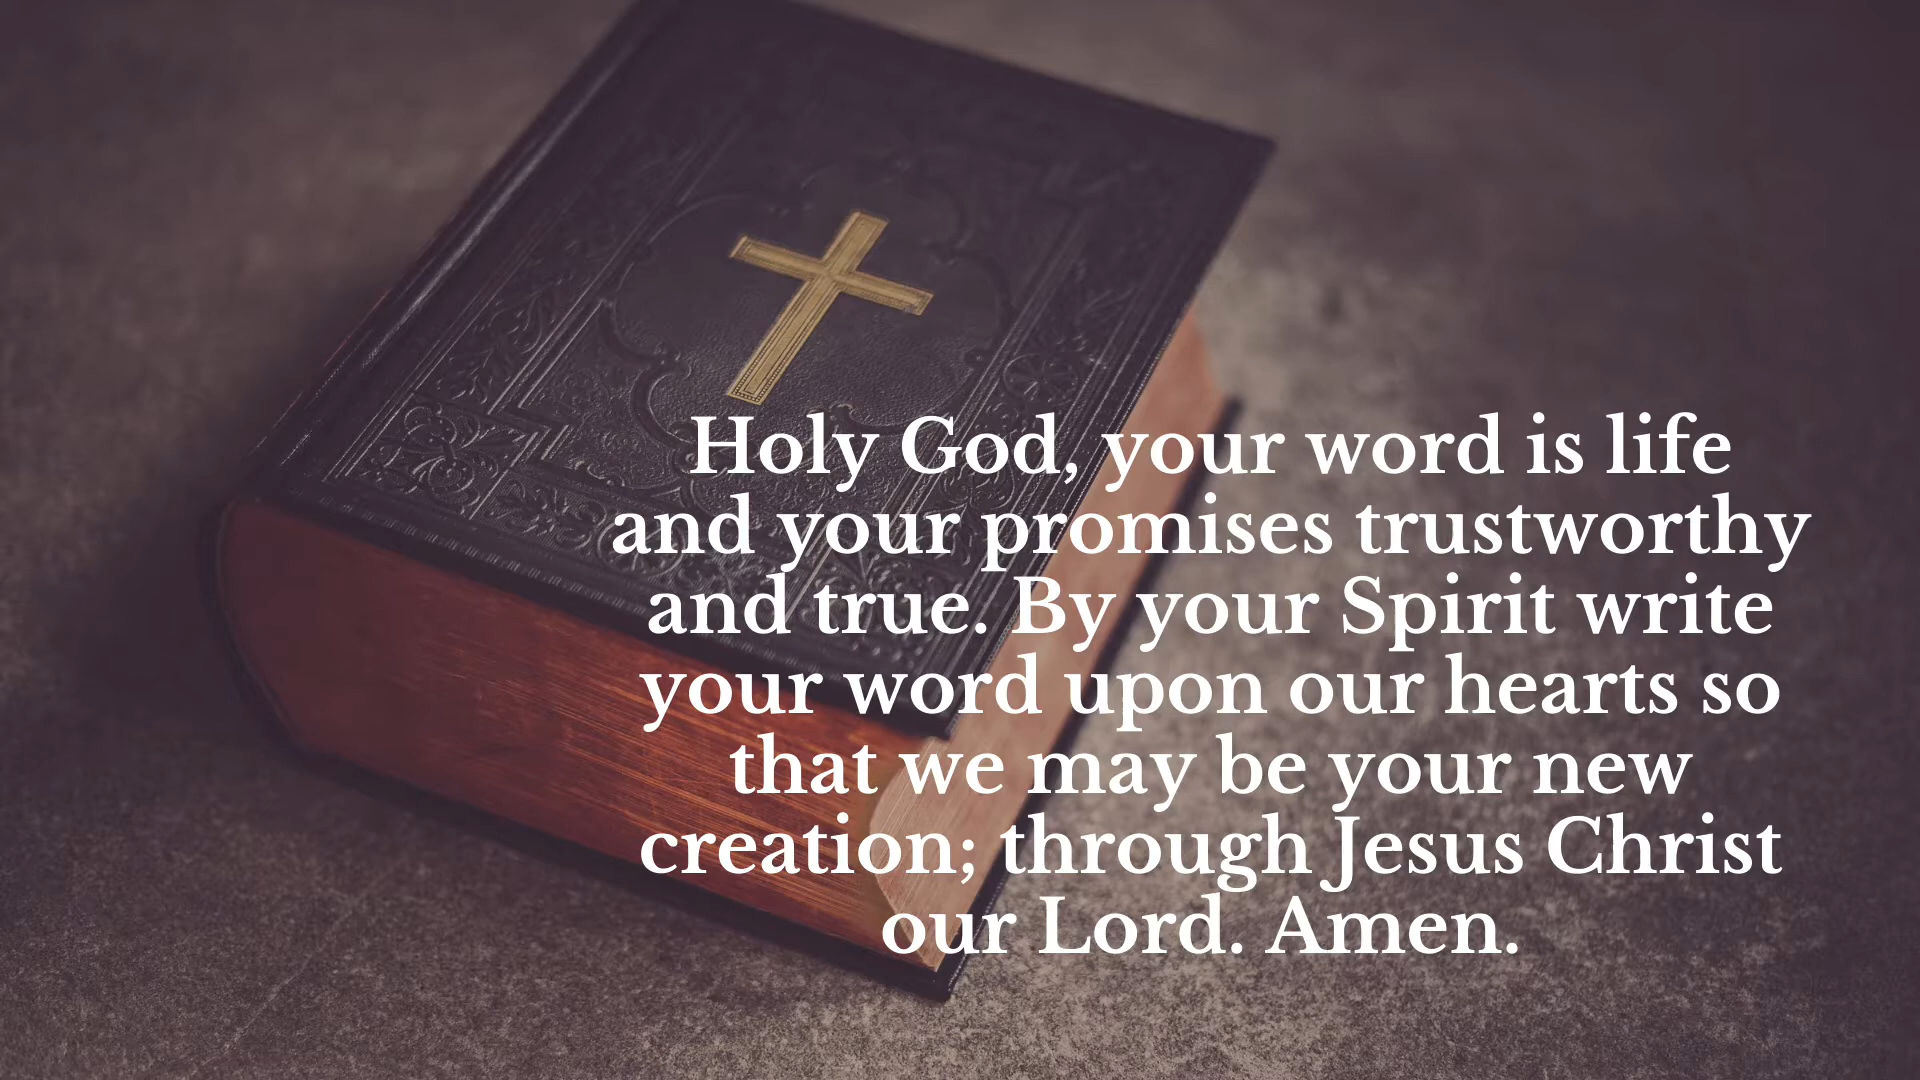 Holy God, your word is life
and your promises trustworthy
and true. By your Spirit write
your word upon our hearts so
that we may be your new
creation; through Jesus Christ
our Lord. Amen.